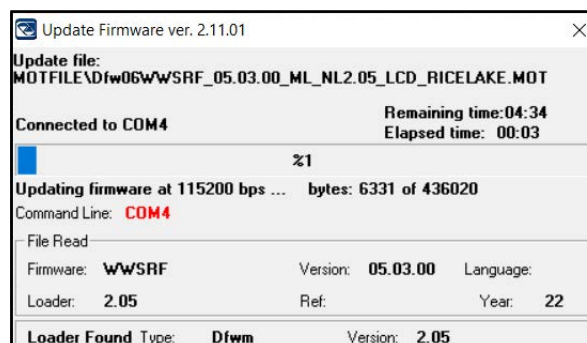 Update Firmware ver. 2.11.01
Update file:
MOTFILE\Dfw06WWSRF_05.03.00_ML_NL2.05_LCD_RICELAKE.MOT
Remaining time:04:34
Connected to COM4
Elapsed time: 00:03
%1
Updating firmware at 115200 bps ... bytes: 6331 of 436020
Command Line: COM4
File Read
Firmware: WWSRF Version: 05.03.00 Language:
Loader: 2.05 Ref: Year: 22
Loader Found Type: Dfwm Version: 2.05